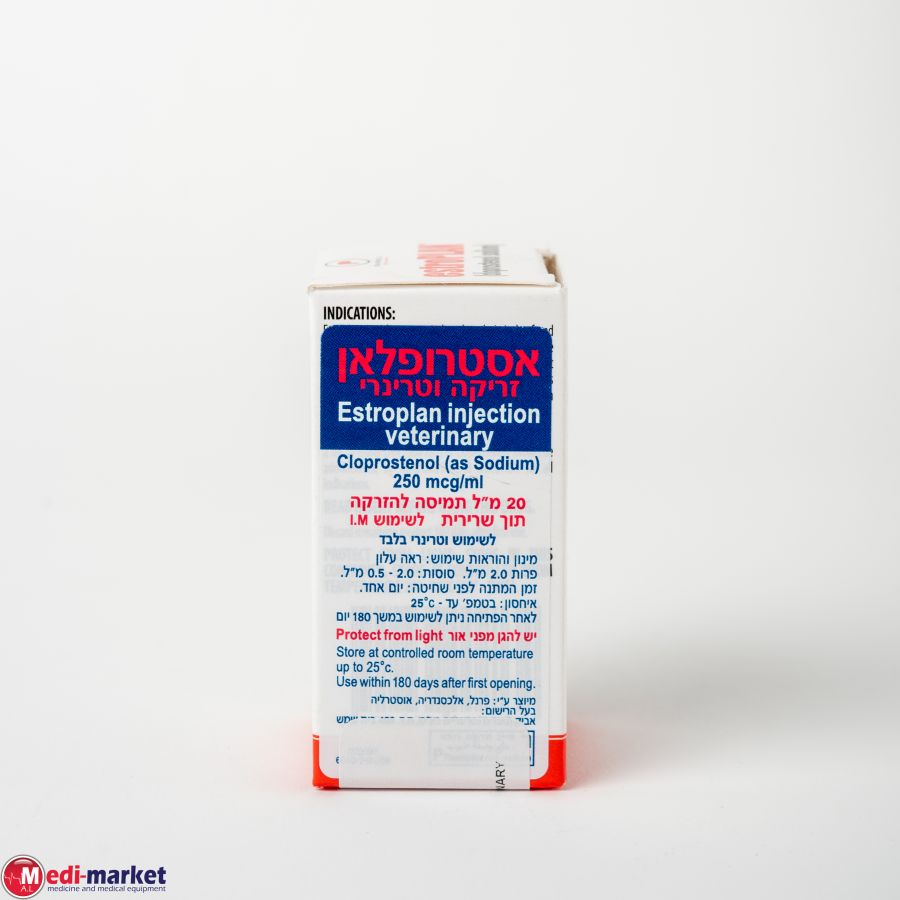 estroPLAN
INDICATIONS:
אסטרופלאן
זריקה וטרינרי
Estroplan injection
veterinary
Cloprostenol (as Sodium)
250 mcg/ml
20 מ"ל תמיסה להזרקה
תוך שרירית לשימוש I.M
לשימוש וטרינרי בלבד
מינון והוראות שימוש: ראה עלון
פרות 2.0 מ"ל. סוסות: 2.0 - 0.5 מ"ל.
זמן המתנה לפני שחיטה: יום אחד.
איחסון: בטמפ' עד - 25°c
לאחר הפתיחה ניתן לשימוש במשך 180 יום
Protect from light יש להגן מפני אור
Store at controlled room temperature
up to 25°c.
Use within 180 days after first opening.
מיוצר ע"י: פרנל, אלכסנדריה, אוסטרליה
בעל הרישום:
NARY
Medi-market
A.L
medicine and medical equipment